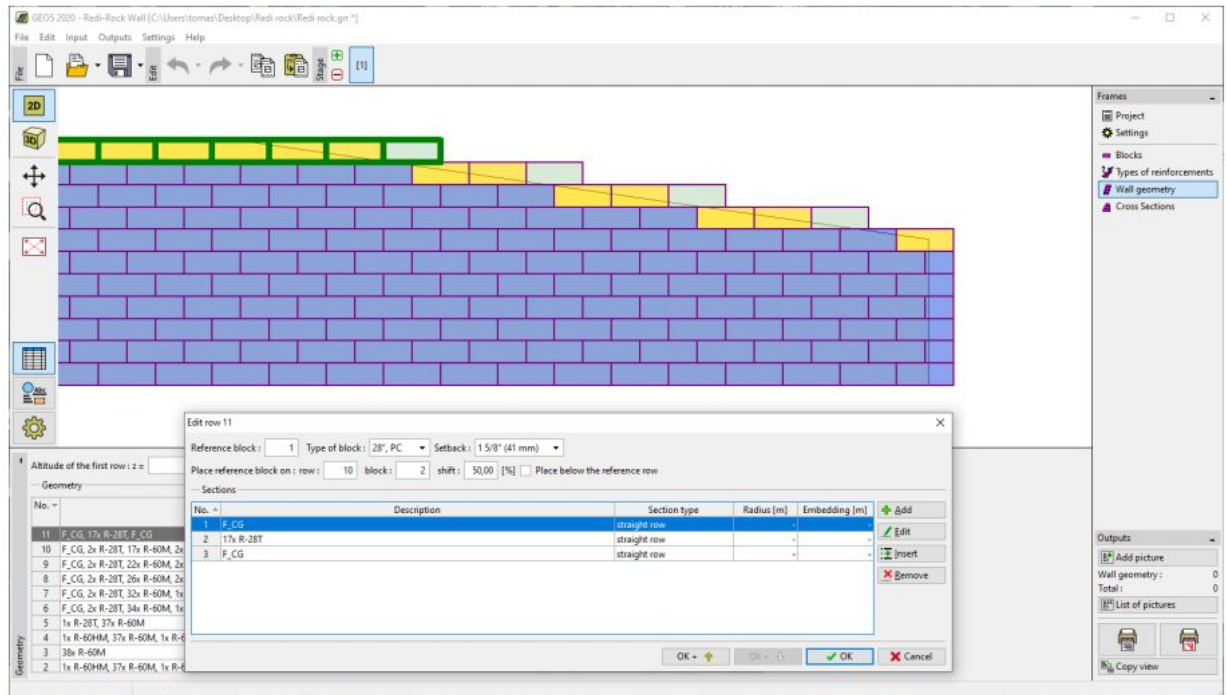 GEO5 2020 - Redi-Rock Wall [C:\Users\tomas\Desktop\Redi rock\Redi rock.grr *]
File Edit Input Outputs Settings Help
File
Edit
Stage
[1]
2D
3D
Abc
Frames
Project
Settings
Blocks
Types of reinforcements
Wall geometry
Cross Sections
Edit row 11
Reference block : 1 Type of block : 28", PC Setback : 1 5/8" (41 mm)
Place reference block on : row : 10 block : 2 shift : 50,00 [%] Place below the reference row
Sections
No. Description Section type Radius [m] Embedding [m]
1 F_CG straight row - -
2 17x R-28T straight row - -
3 F_CG straight row - -
Add
Edit
Insert
Remove
OK + OK + OK Cancel
Geometry
Altitude of the first row : z =
Geometry
No.
11 F_CG, 17x R-28T, F_CG
10 F_CG, 2x R-28T, 17x R-60M, 2x
9 F_CG, 2x R-28T, 22x R-60M, 2x
8 F_CG, 2x R-28T, 26x R-60M, 2x
7 F_CG, 2x R-28T, 32x R-60M, 1x
6 F_CG, 2x R-28T, 34x R-60M, 1x
5 1x R-28T, 37x R-60M
4 1x R-60HM, 37x R-60M, 1x R-6
3 38x R-60M
2 1x R-60HM, 37x R-60M, 1x R-6
Outputs
Add picture
Wall geometry : 0
Total : 0
List of pictures
Copy view